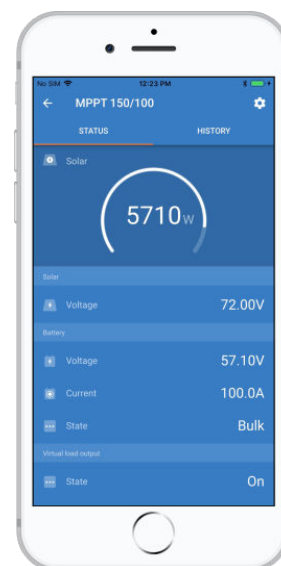 No SIM 12:23 PM
MPPT 150/100
STATUS HISTORY
Solar
5710W
Solar
Voltage 72.00V
Battery
Voltage 57.10V
Current 100.0A
State Bulk
Virtual load output
State On